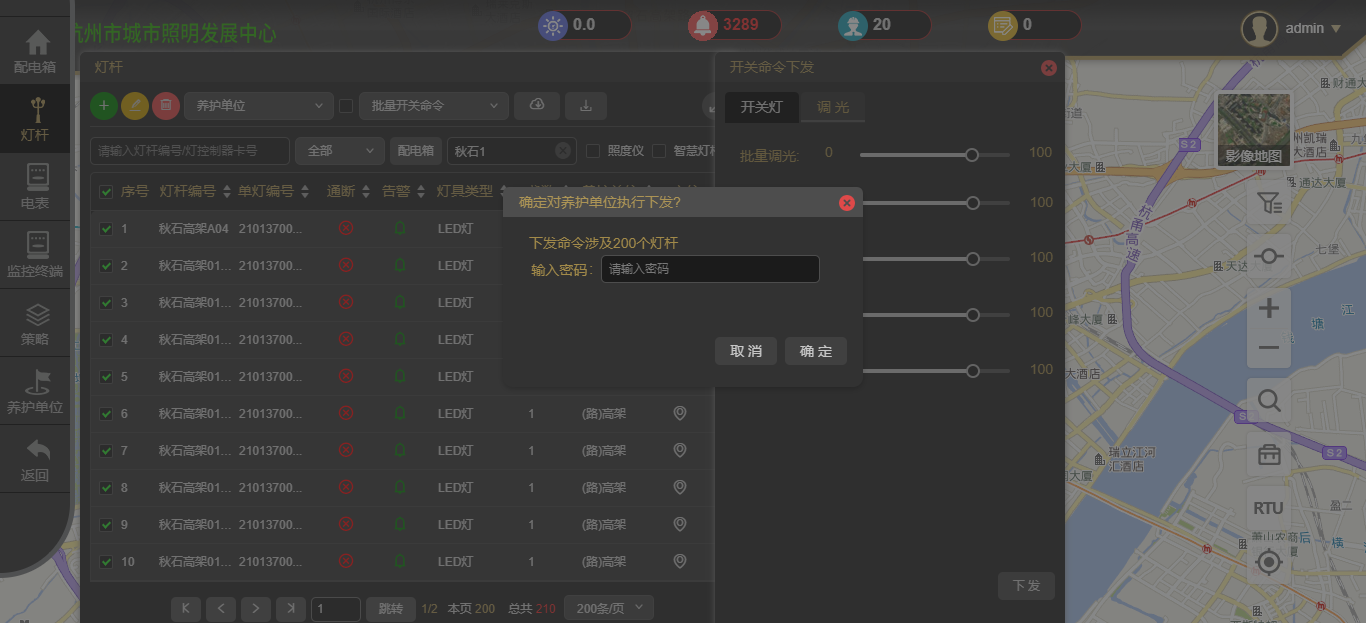 杭州市城市照明发展中心
0.0
3289
20
0
admin
配电箱
灯杆
电表
监控终端
策略
养护单位
返回
灯杆
养护单位
批量开关命令
请输入灯杆编号/灯控制器卡号
全部
配电箱
秋石1
照度仪
智慧灯杆
序号 灯杆编号 单灯编号 通断 告警 灯具类型
1 秋石高架A04 21013700... LED灯
2 秋石高架01... 21013700... LED灯
3 秋石高架01... 21013700... LED灯
4 秋石高架01... 21013700... LED灯
5 秋石高架01... 21013700... LED灯
6 秋石高架01... 21013700... LED灯 1 (路)高架
7 秋石高架01... 21013700... LED灯 1 (路)高架
8 秋石高架01... 21013700... LED灯 1 (路)高架
9 秋石高架01... 21013700... LED灯 1 (路)高架
10 秋石高架01... 21013700... LED灯 1 (路)高架
1 跳转 1/2 本页 200 总共 210 200条/页
开关命令下发
开关灯 调光
批量调光: 0 100
100
100
100
100
下发
确定对养护单位执行下发?
下发命令涉及200个灯杆
输入密码: 请输入密码
取消 确定
影像地图
RTU
财通大
州凯瑞
大酒店
通达大厦
七堡
杭甬高速
S2
天达
江
塘
峰大厦
大酒店
瑞立江河
汇酒店
S2
大厦
盈二
萧山农商
后
横